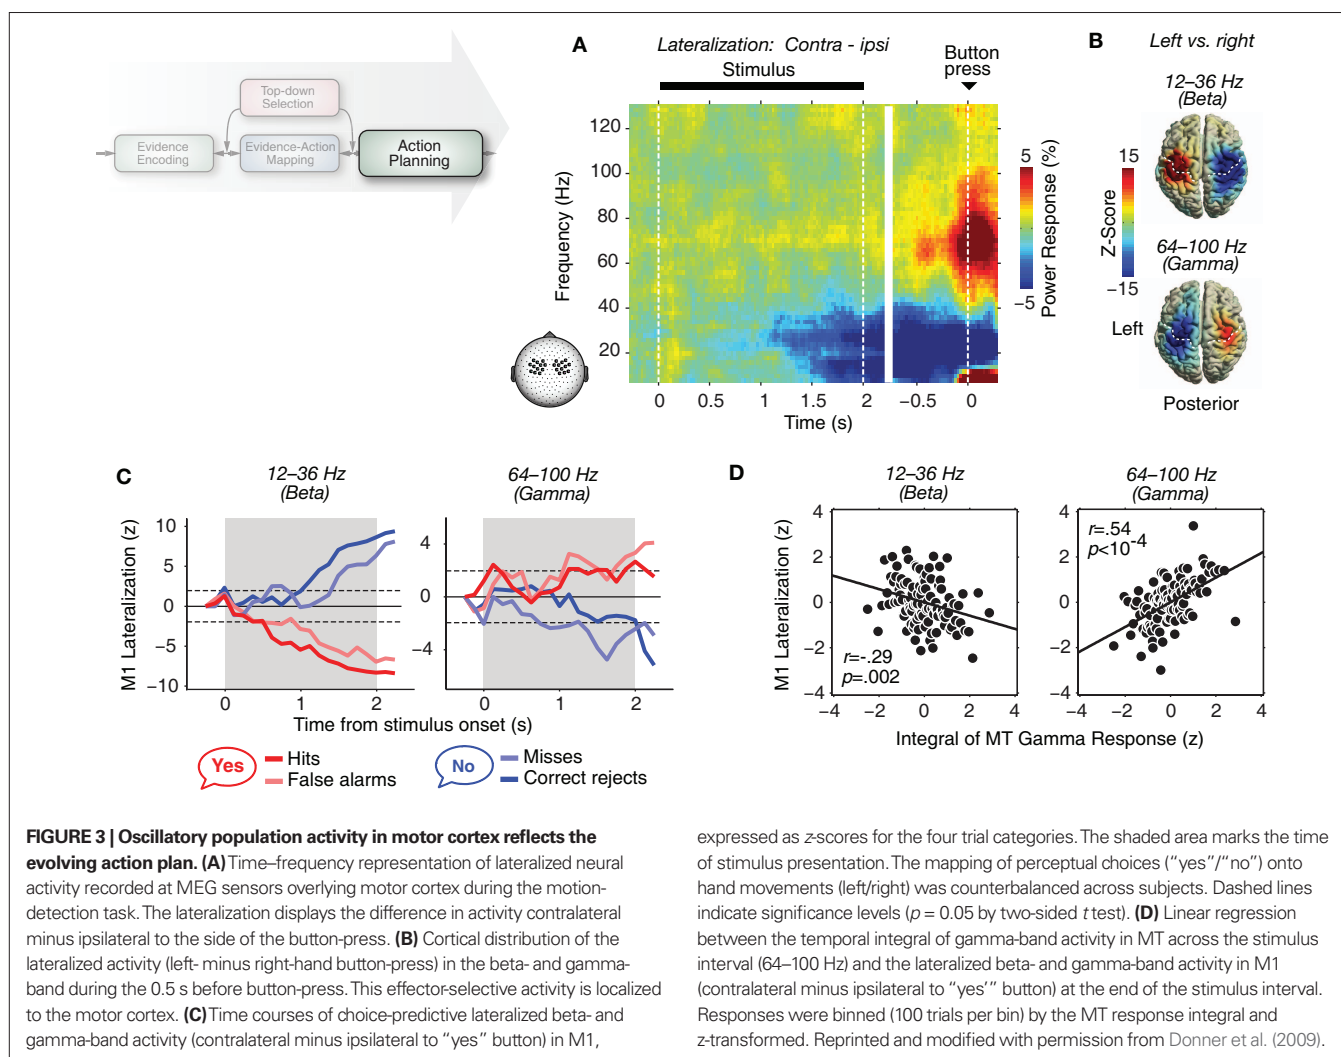 Top-down
Selection
Evidence
Encoding
Evidence-Action
Mapping
Action
Planning
A
Lateralization: Contra - ipsi
Stimulus
Button
press
120
100
80
60
40
20
Frequency (Hz)
0
0.5
1
1.5
2
−0.5
0
Time (s)
5
−5
Power Response (%)
B
Left vs. right
12–36 Hz
(Beta)
15
−15
Z-Score
64–100 Hz
(Gamma)
Left
Posterior
C
12–36 Hz
(Beta)
64–100 Hz
(Gamma)
M1 Lateralization (z)
10
5
0
−5
−10
4
0
−4
0
1
2
0
1
2
Time from stimulus onset (s)
Yes
Hits
False alarms
No
Misses
Correct rejects
D
12–36 Hz
(Beta)
64–100 Hz
(Gamma)
M1 Lateralization (z)
4
2
0
−2
−4
r=-.29
p=.002
−4
−2
0
2
4
4
2
0
−2
−4
r=.54
p<10-4
−4
−2
0
2
4
Integral of MT Gamma Response (z)
FIGURE 3 | Oscillatory population activity in motor cortex reflects the
evolving action plan. (A) Time–frequency representation of lateralized neural
activity recorded at MEG sensors overlying motor cortex during the motion-
detection task. The lateralization displays the difference in activity contralateral
minus ipsilateral to the side of the button-press. (B) Cortical distribution of the
lateralized activity (left- minus right-hand button-press) in the beta- and gamma-
band during the 0.5 s before button-press. This effector-selective activity is localized
to the motor cortex. (C) Time courses of choice-predictive lateralized beta- and
gamma-band activity (contralateral minus ipsilateral to “yes” button) in M1,
expressed as z-scores for the four trial categories. The shaded area marks the time
of stimulus presentation. The mapping of perceptual choices (“yes”/“no”) onto
hand movements (left/right) was counterbalanced across subjects. Dashed lines
indicate significance levels (p = 0.05 by two-sided t test). (D) Linear regression
between the temporal integral of gamma-band activity in MT across the stimulus
interval (64–100 Hz) and the lateralized beta- and gamma-band activity in M1
(contralateral minus ipsilateral to “yes’” button) at the end of the stimulus interval.
Responses were binned (100 trials per bin) by the MT response integral and
z-transformed. Reprinted and modified with permission from Donner et al. (2009).